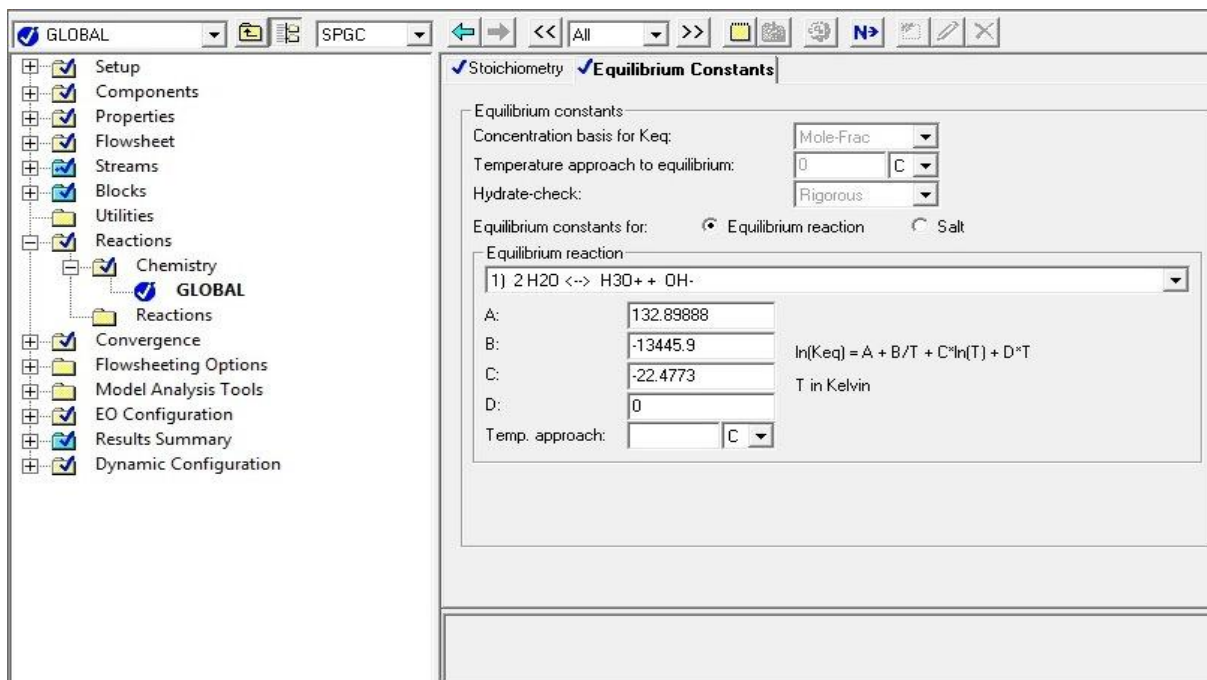 GLOBAL SPGC << All >> N
Setup
Components
Properties
Flowsheet
Streams
Blocks
Utilities
Reactions
Chemistry
GLOBAL
Reactions
Convergence
Flowsheeting Options
Model Analysis Tools
EO Configuration
Results Summary
Dynamic Configuration
Stoichiometry Equilibrium Constants
Equilibrium constants
Concentration basis for Keq: Mole-Frac
Temperature approach to equilibrium: 0 C
Hydrate-check: Rigorous
Equilibrium constants for: Equilibrium reaction Salt
Equilibrium reaction
1) 2 H2O <--> H3O+ + OH-
A: 132.89888
B: -13445.9
C: -22.4773
D: 0
Temp. approach: C
ln(Keq) = A + B/T + C*ln(T) + D*T
T in Kelvin